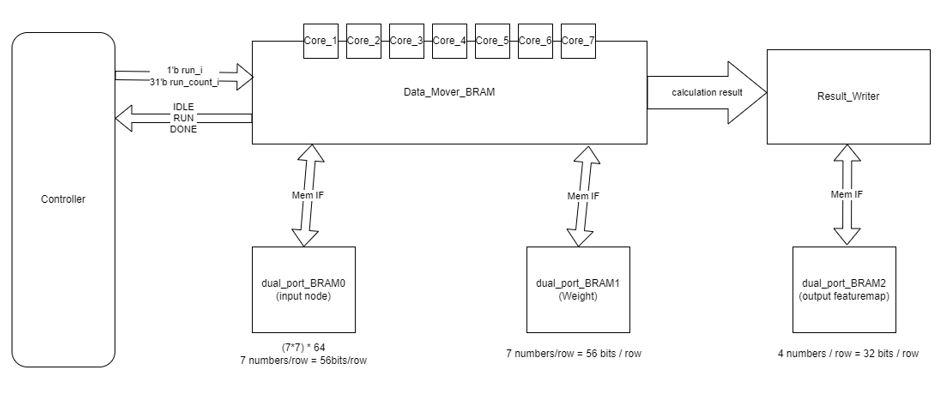 Core_1 Core_2 Core_3 Core_4 Core_5 Core_6 Core_7
1'b run_i
31'b run_count_i
Data_Mover_BRAM
calculation result
Result_Writer
IDLE
RUN
DONE
Controller
Mem IF
Mem IF
Mem IF
dual_port_BRAM0
(input node)
dual_port_BRAM1
(Weight)
dual_port_BRAM2
(output featuremap)
(7*7) * 64
7 numbers/row = 56bits/row
7 numbers/row = 56 bits / row
4 numbers / row = 32 bits / row